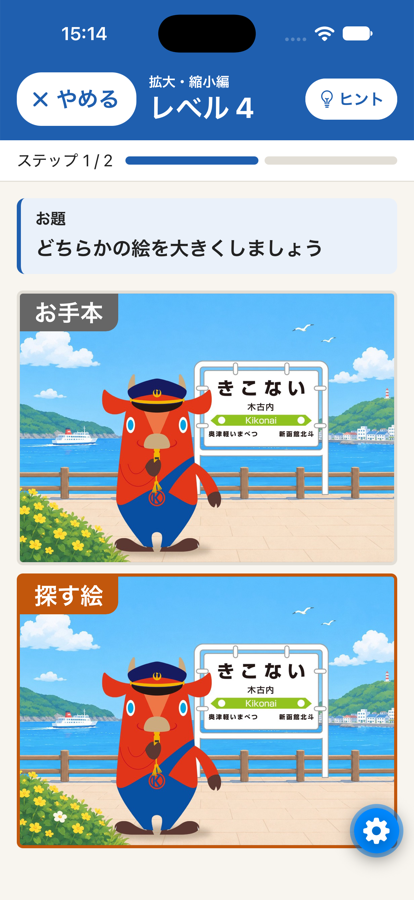 15:14
やめる
拡大・縮小編
レベル 4
ヒント
ステップ 1 / 2
お題
どちらかの絵を大きくしましょう
お手本
きこない
木古内
Kikonai
奥津軽いまべつ
新函館北斗
探す絵
きこない
木古内
Kikonai
奥津軽いまべつ
新函館北斗